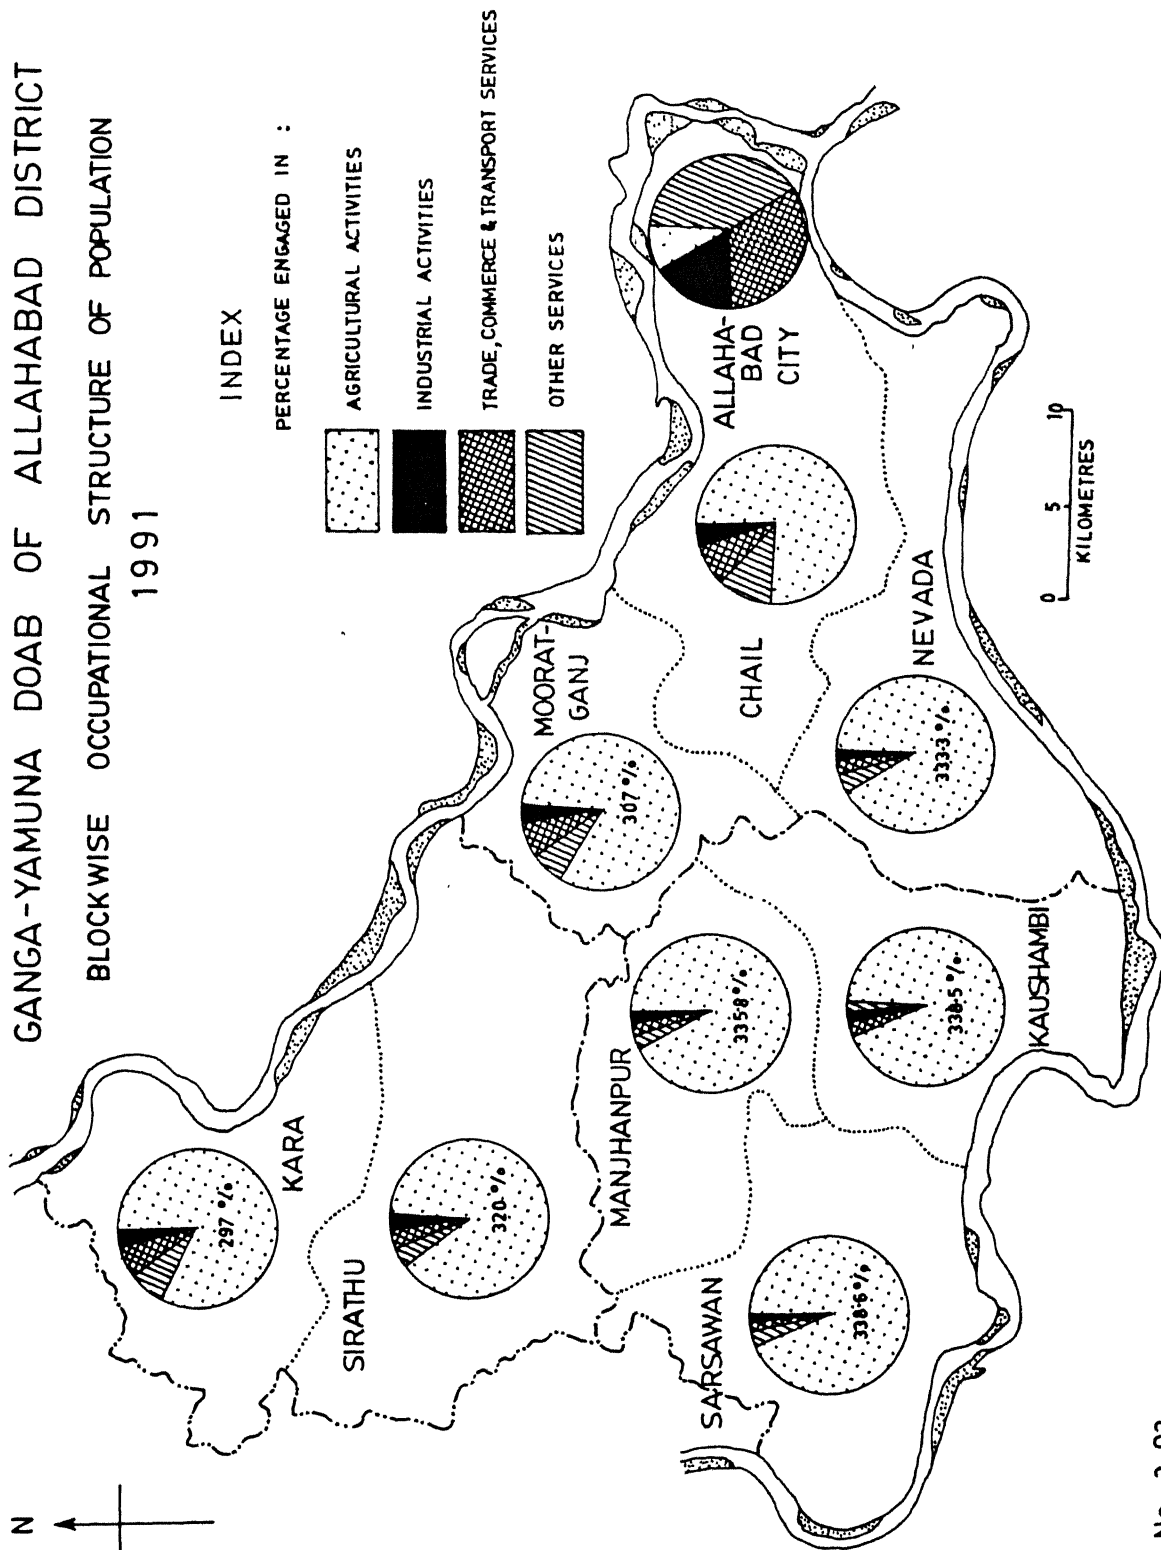 GANGA-YAMUNA DOAB OF ALLAHABAD DISTRICT
BLOCKWISE OCCUPATIONAL STRUCTURE OF POPULATION
1991
N
INDEX
PERCENTAGE ENGAGED IN :
AGRICULTURAL ACTIVITIES
INDUSTRIAL ACTIVITIES
TRADE, COMMERCE & TRANSPORT SERVICES
OTHER SERVICES
297 %
KARA
SIRATHU
320 %
MOORAT-
GANJ
307 %
MANJHANPUR
335.8 %
SARSAWAN
338.6 %
338.5 %
KAUSHAMBI
CHAIL
NEVADA
333.3 %
ALLAHA-
BAD
CITY
0 5 10
KILOMETRES